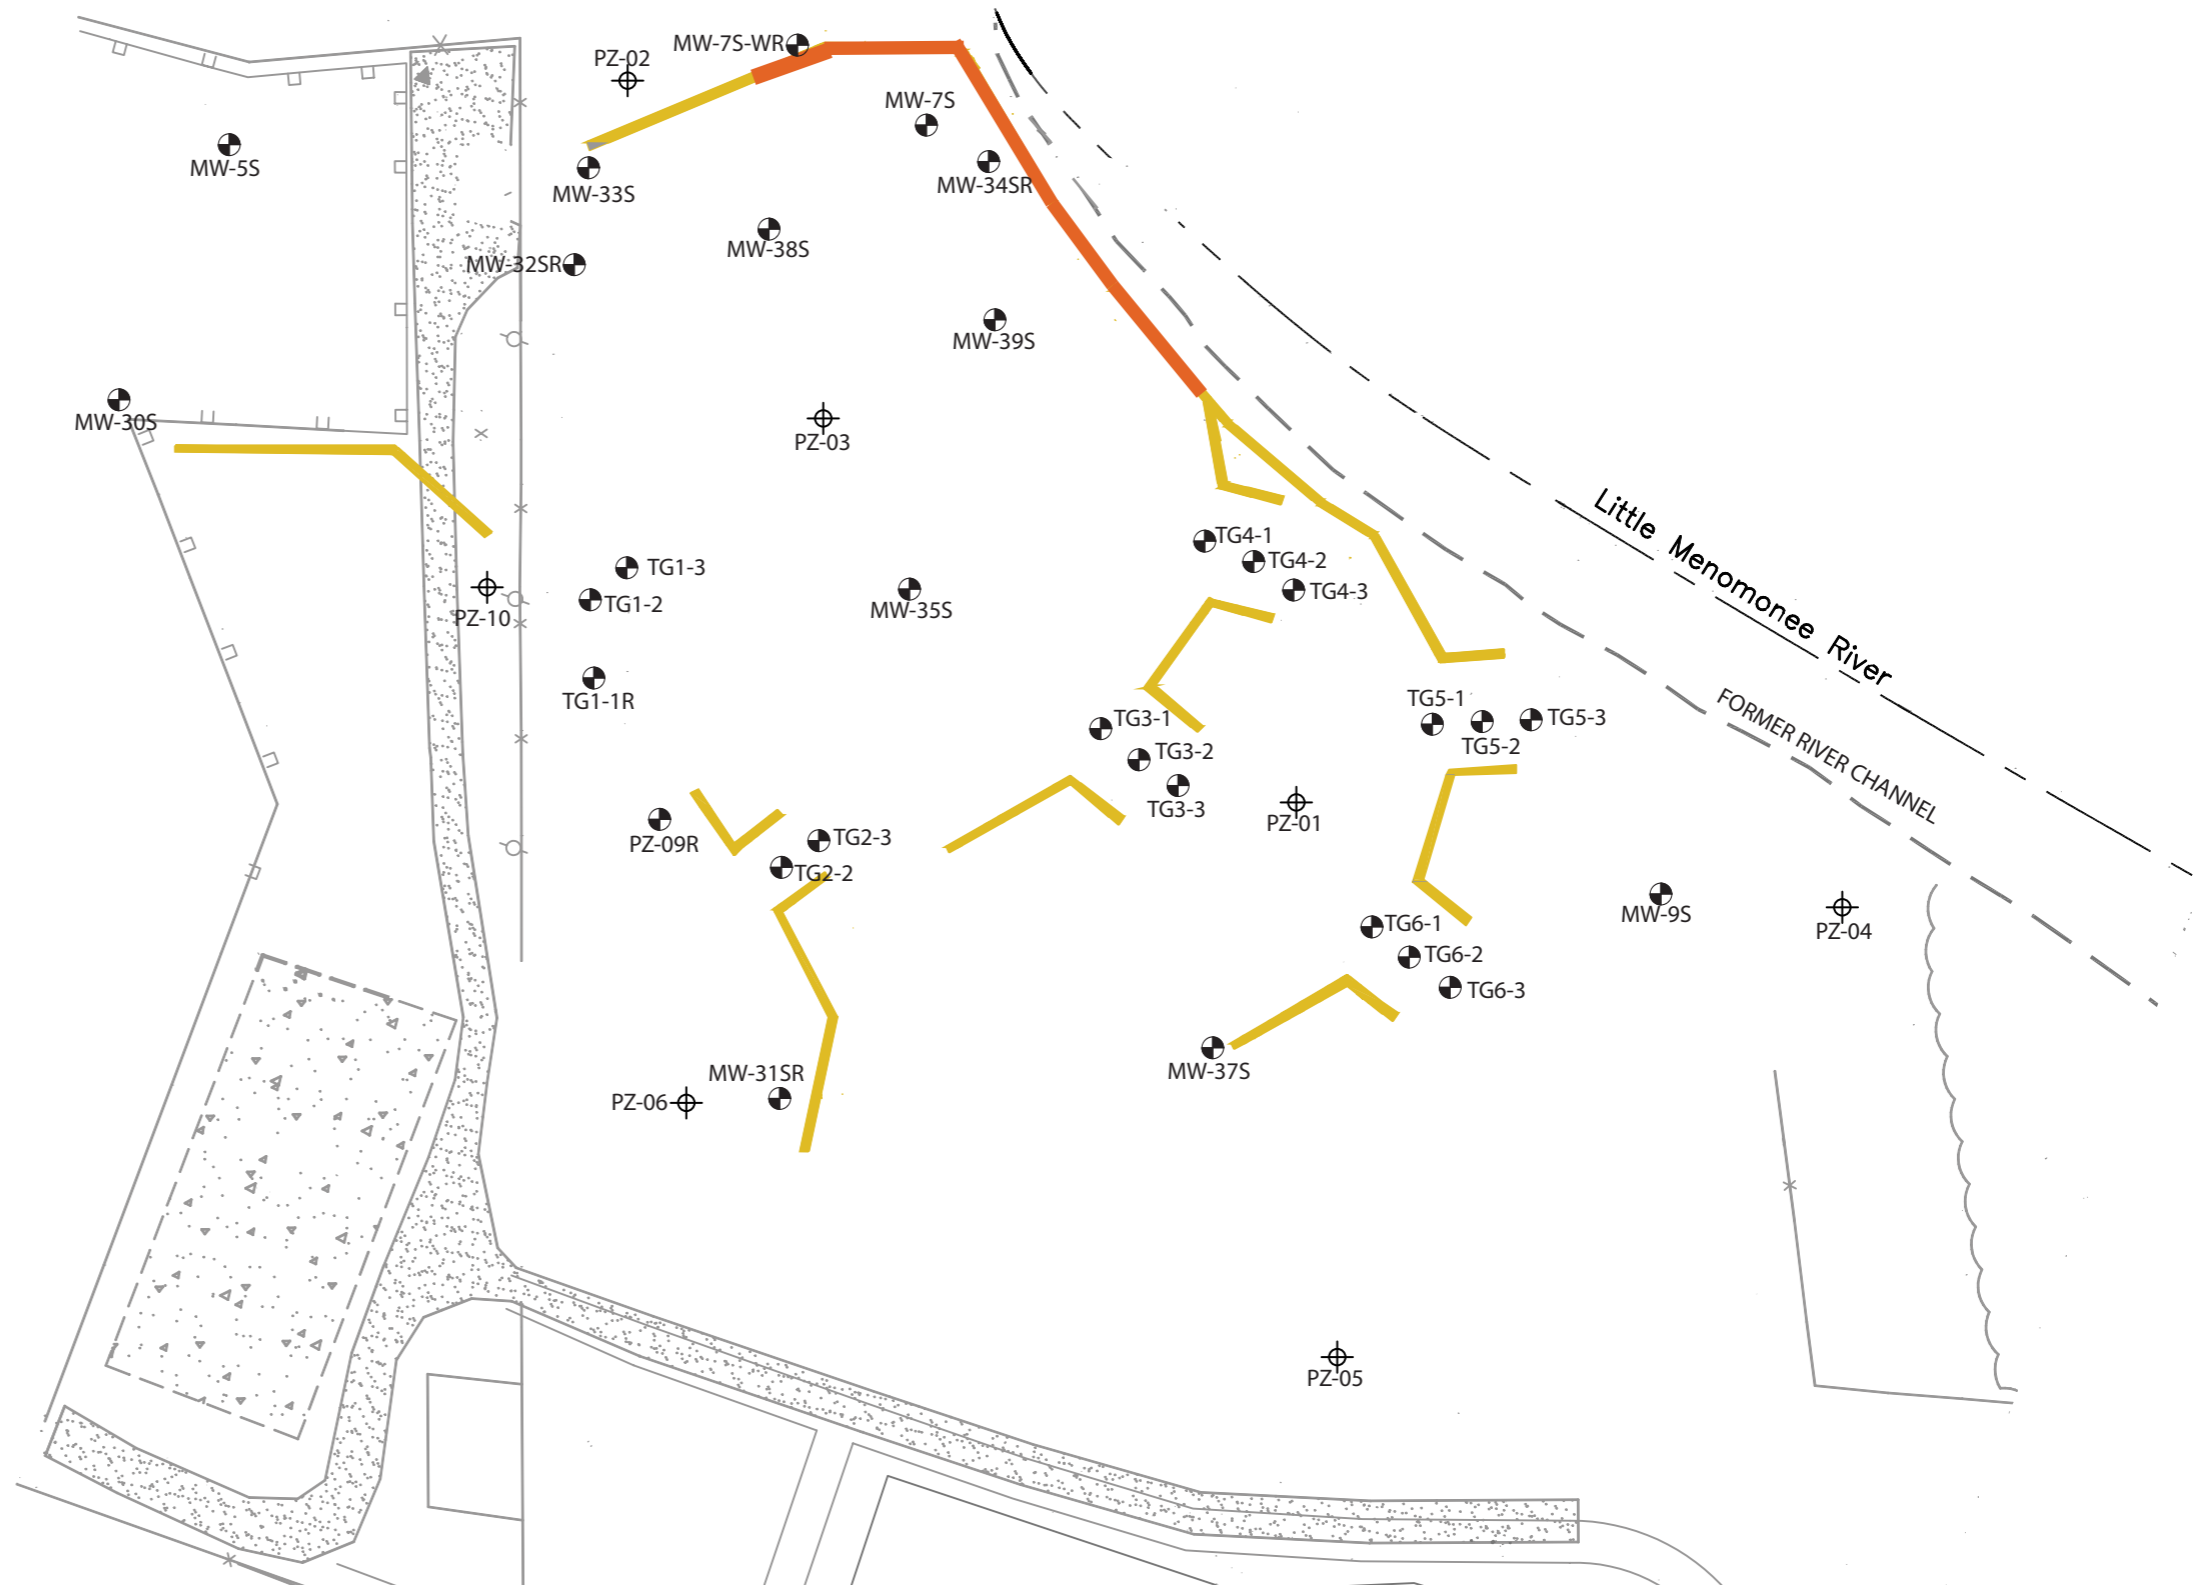 MW-7S-WR
PZ-02
MW-7S
MW-5S
MW-33S
MW-34SR
MW-38S
MW-32SR
MW-39S
MW-30S
PZ-03
Little Menomonee River
FORMER RIVER CHANNEL
TG4-1
TG4-2
TG4-3
TG1-3
TG1-2
PZ-10
MW-35S
TG1-1R
TG5-1
TG5-3
TG5-2
TG3-1
TG3-2
TG3-3
PZ-01
PZ-09R
TG2-3
TG2-2
MW-9S
PZ-04
TG6-1
TG6-2
TG6-3
MW-37S
MW-31SR
PZ-06
PZ-05